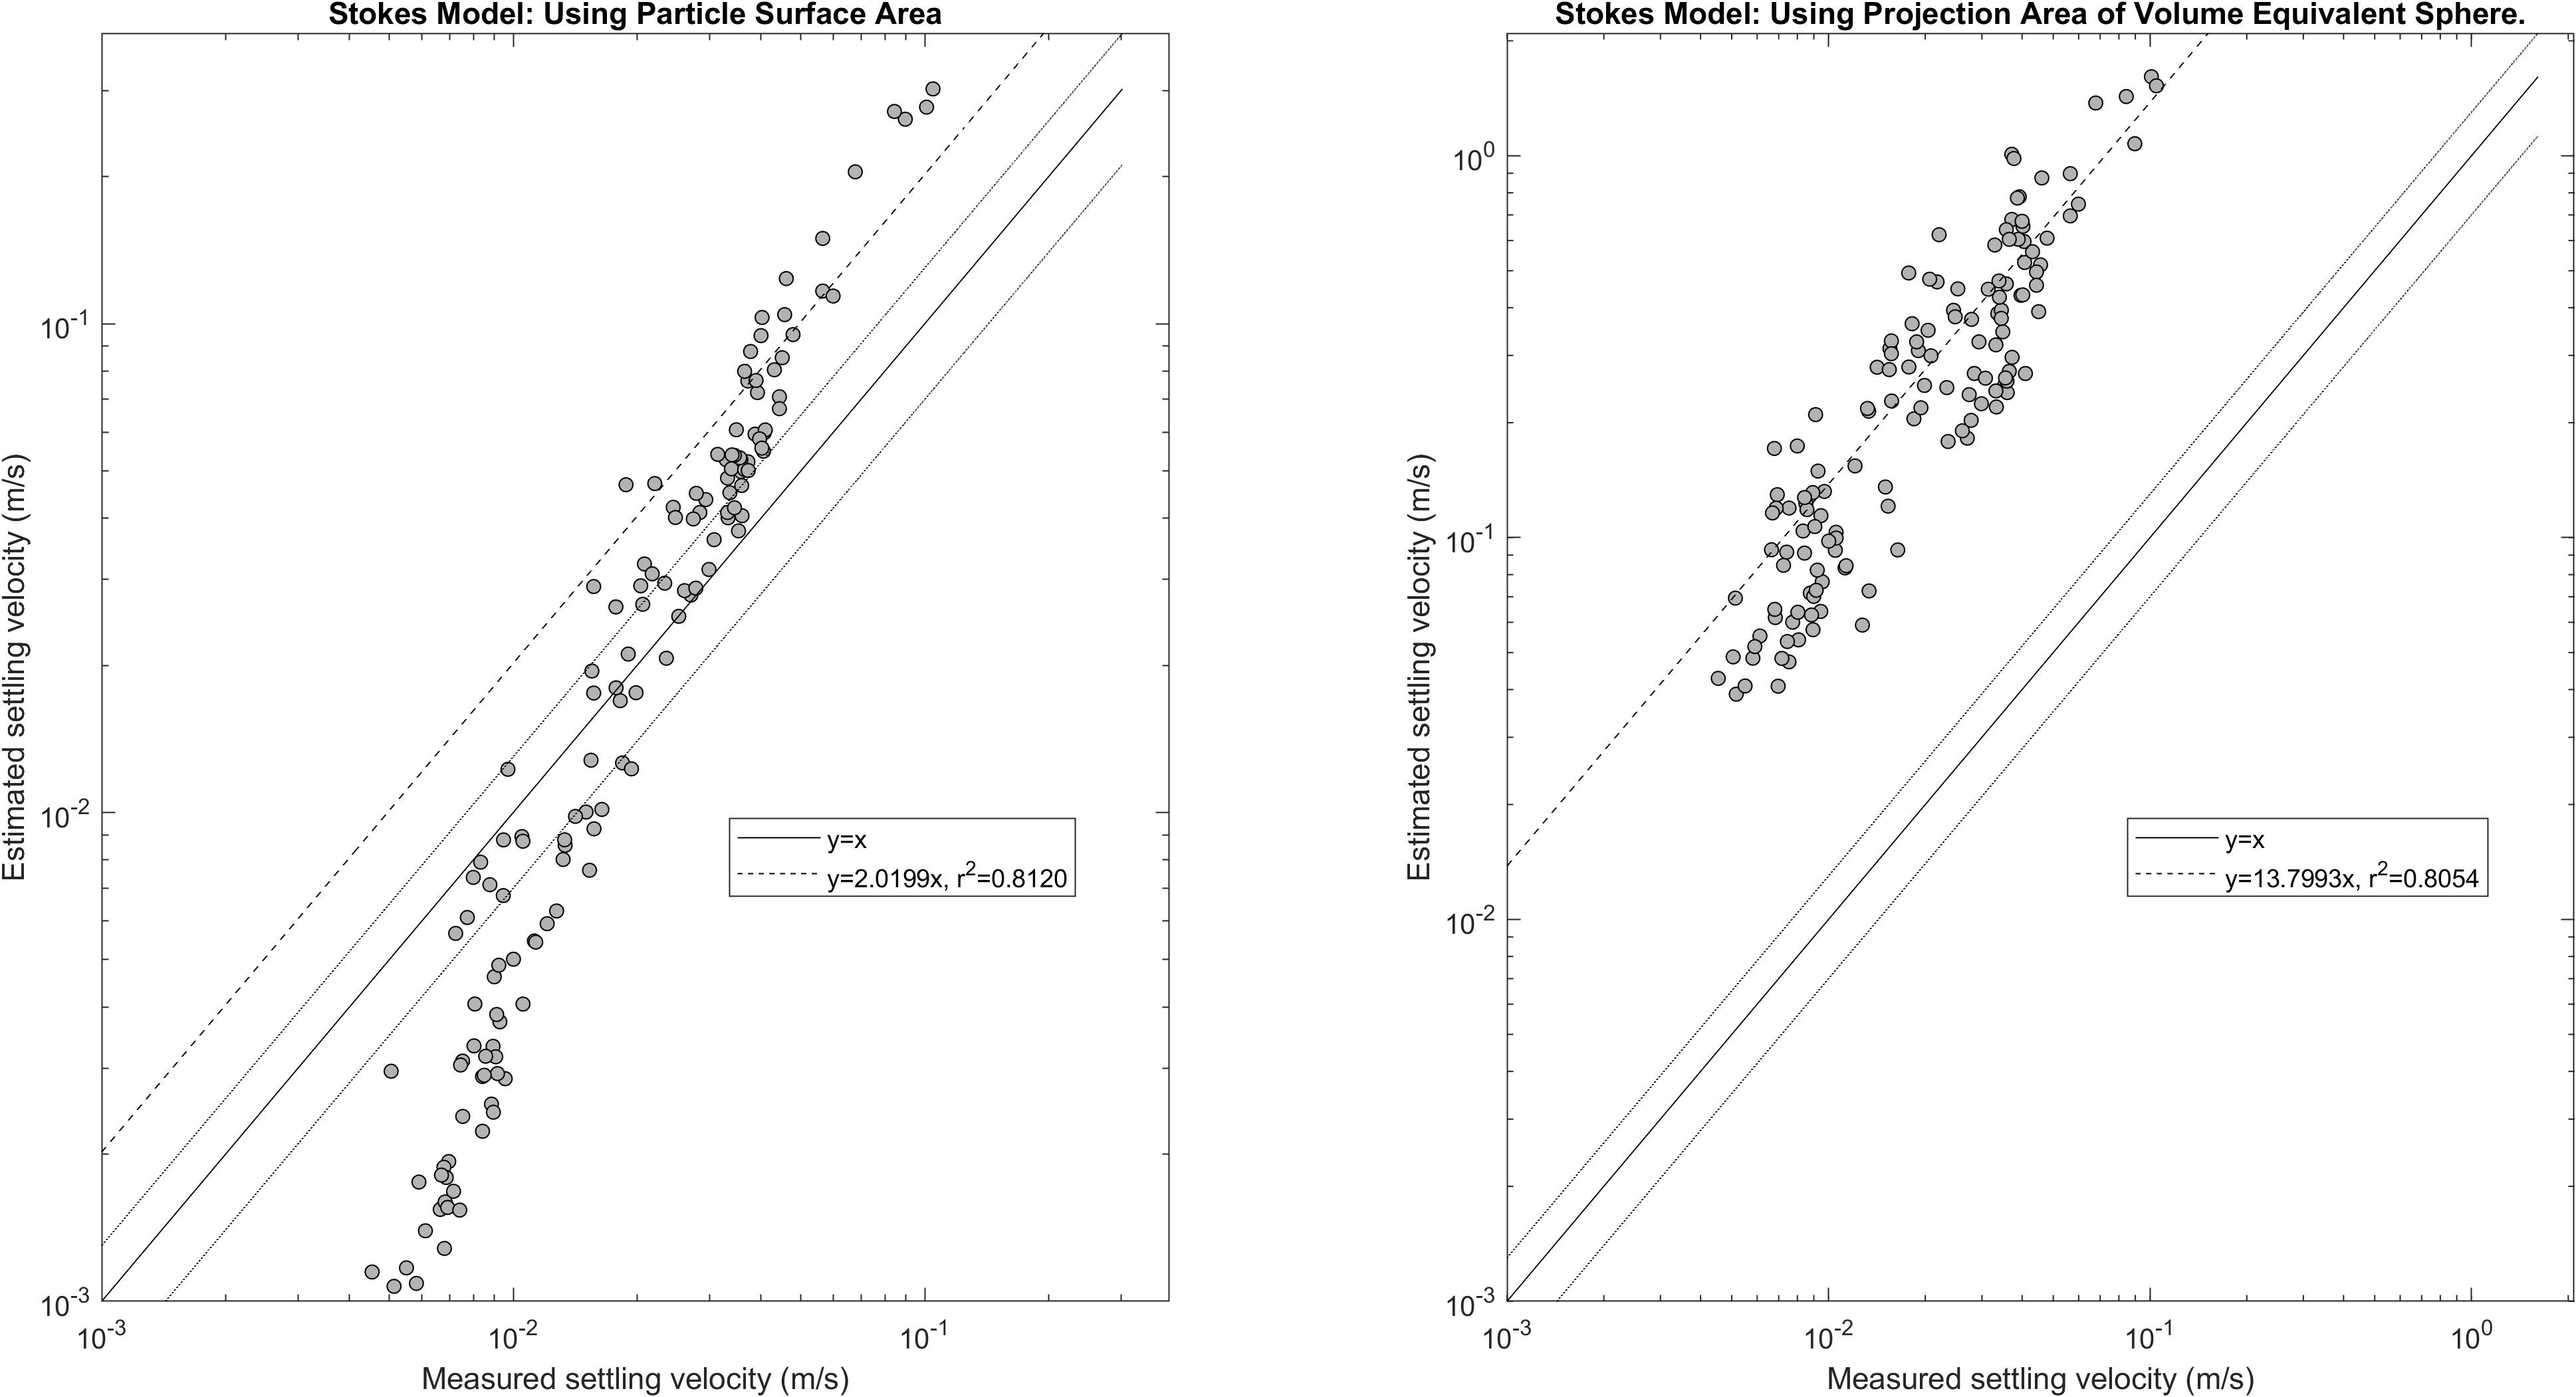 Stokes Model: Using Particle Surface Area
Estimated settling velocity (m/s)
10^-1
10^-2
10^-3
y=x
y=2.0199x, r^2=0.8120
10^-3 10^-2 10^-1
Measured settling velocity (m/s)
Stokes Model: Using Projection Area of Volume Equivalent Sphere.
Estimated settling velocity (m/s)
10^0
10^-1
10^-2
10^-3
y=x
y=13.7993x, r^2=0.8054
10^-3 10^-2 10^-1 10^0
Measured settling velocity (m/s)